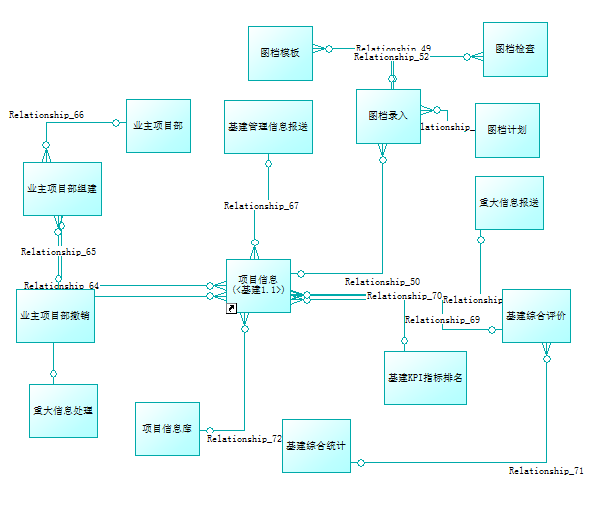 图档检查
图档模板
Relationship_49
Relationship_52
业主项目部
Relationship_66
基建管理信息报送
图档录入
图档计划
业主项目部组建
重大信息报送
Relationship_67
Relationship_65
Relationship_64
项目信息
(<基建1.1>)
Relationship_50
Relationship_70
Relationship_69
业主项目部撤销
基建综合评价
基建KPI指标排名
重大信息处理
项目信息库
Relationship_72
基建综合统计
Relationship_71